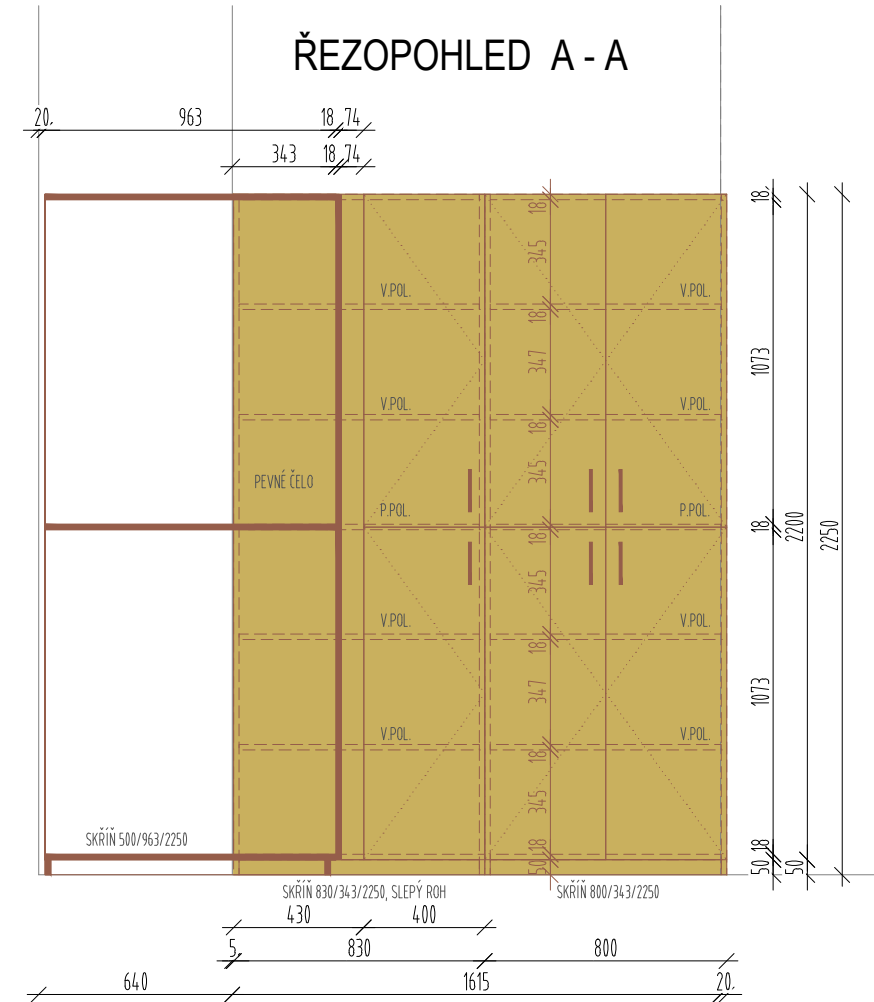 ŘEZOPOHLED A - A
20. 963 18 74
343 18 74
18 18.
345
V.POL. V.POL.
18
347 1073
V.POL. V.POL.
18
345
PEVNÉ ČELO
P.POL. P.POL.
18 18. 2200 2250
345
V.POL. V.POL.
18
347 1073
V.POL. V.POL.
18
345
SKŘÍŇ 500/963/2250
18 18
50 50 50
SKŘÍŇ 830/343/2250, SLEPÝ ROH SKŘÍŇ 800/343/2250
430 400
5. 830 800
640 1615 20.